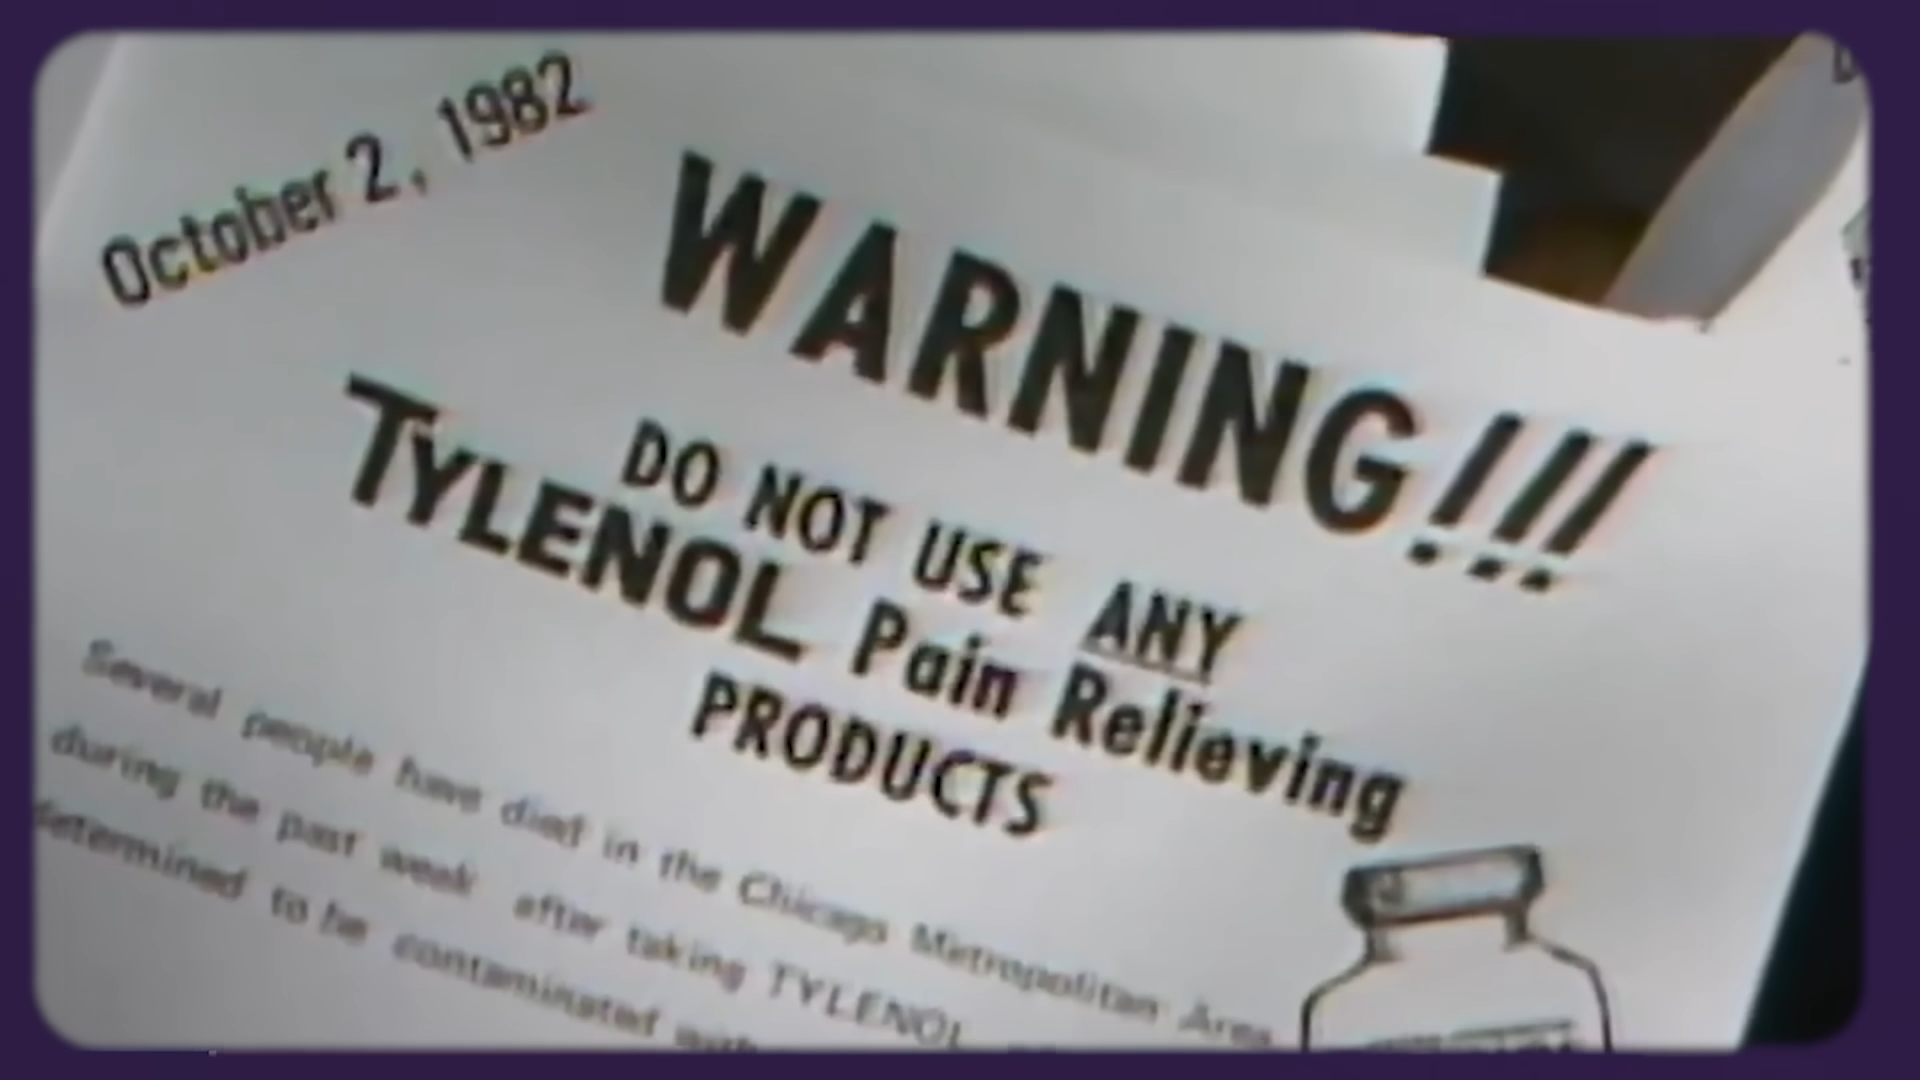 October 2, 1982
WARNING!!!
DO NOT USE ANY
TYLENOL Pain Relieving
PRODUCTS
Several people have died in the Chicago Metropolitan Area
during the past week after taking TYLENOL
determined to be contaminated with